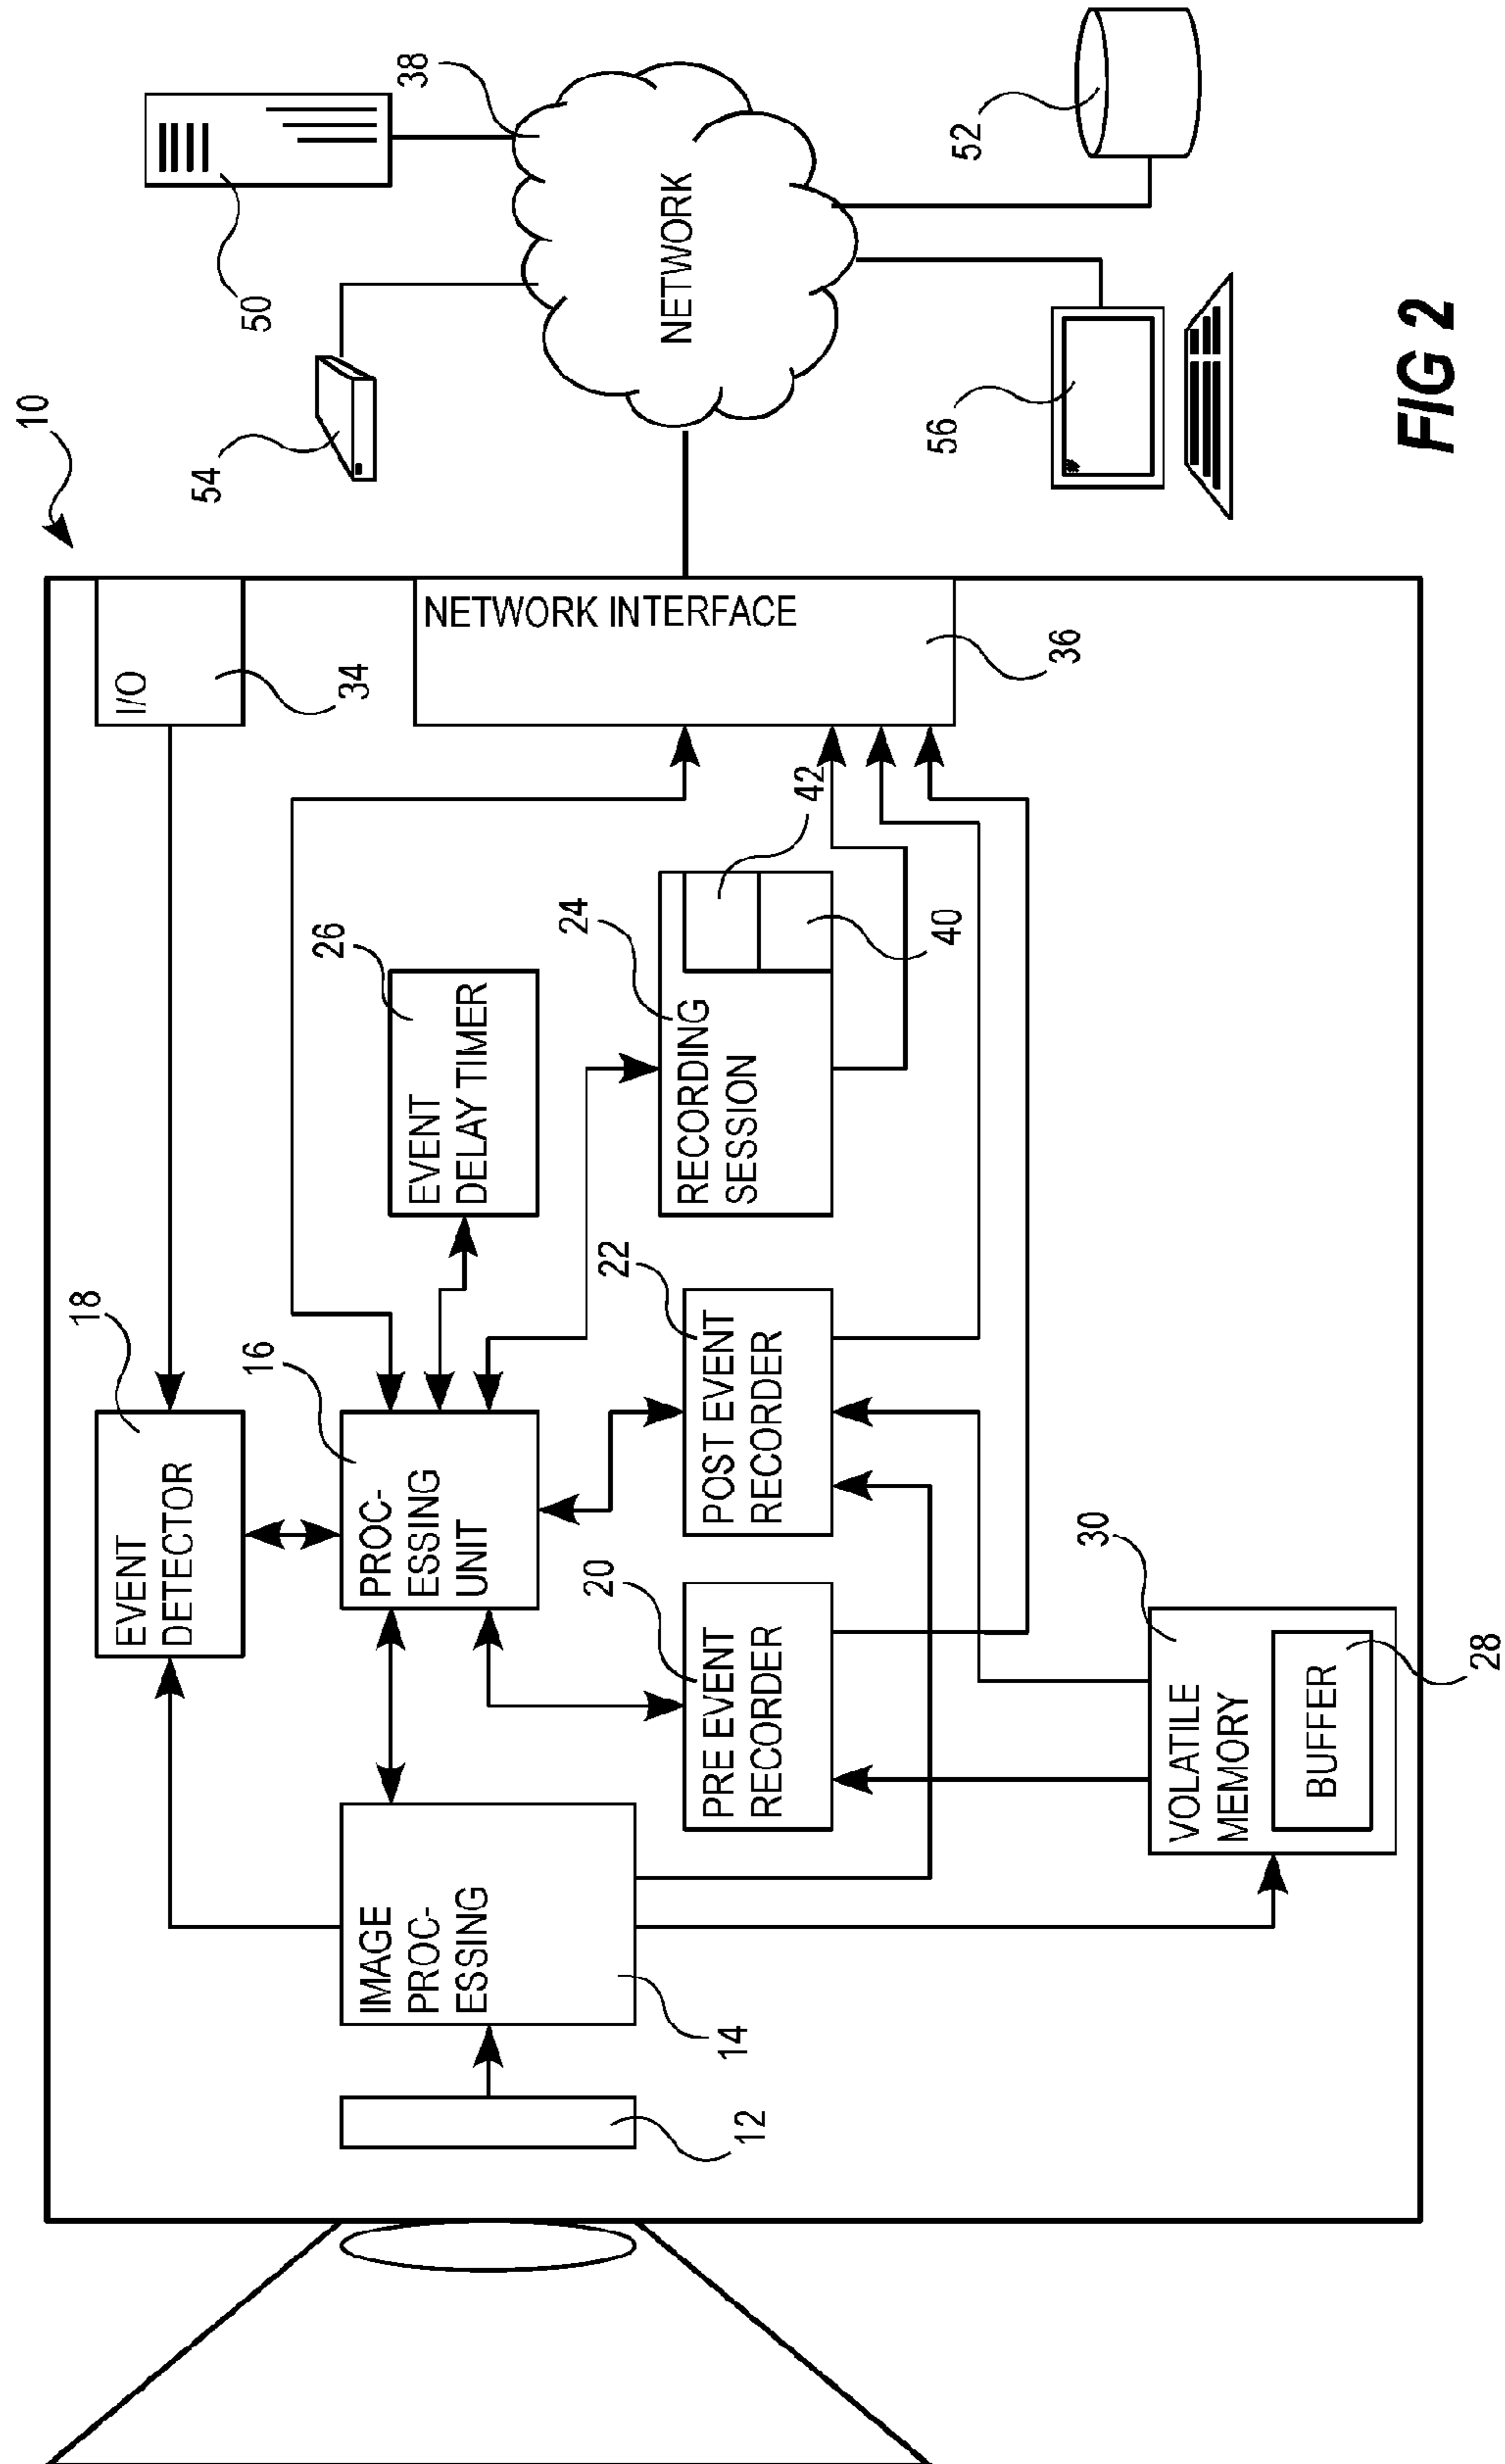 10
EVENT
DETECTOR
18
I/O
34
54
50
38
IMAGE
PROC-
ESSING
14
12
PROC-
ESSING
UNIT
16
EVENT
DELAY TIMER
26
NETWORK INTERFACE
36
NETWORK
PRE EVENT
RECORDER
20
POST EVENT
RECORDER
22
RECORDING
SESSION
24
42
40
VOLATILE
MEMORY
30
BUFFER
28
56
52
FIG 2